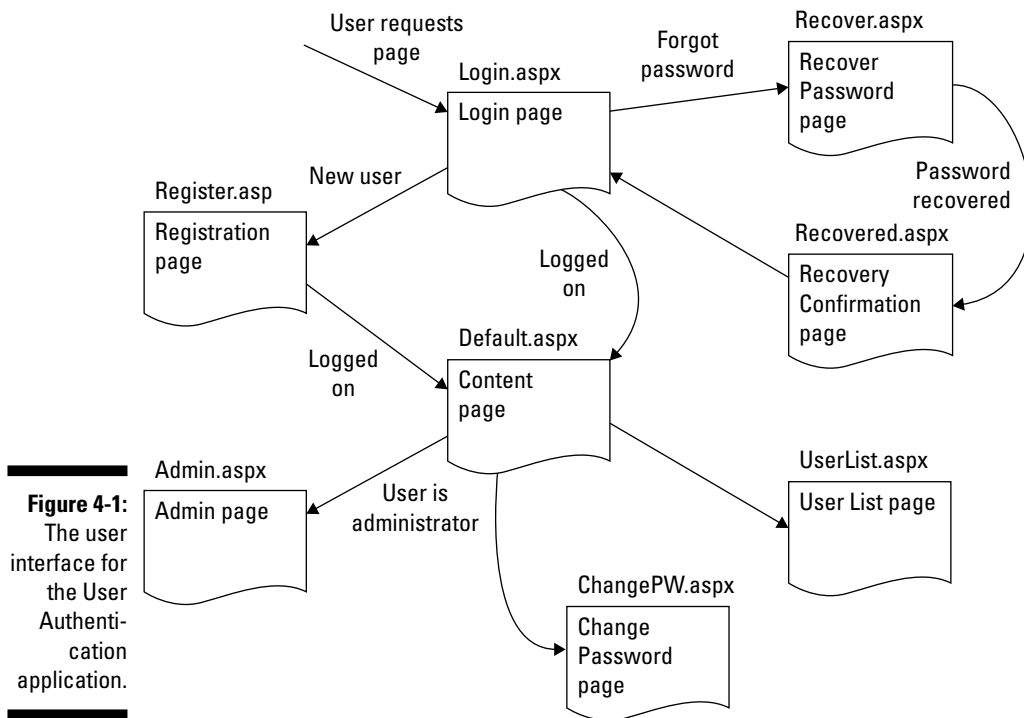 User requests
page
Login.aspx
Login page
Forgot
password
Recover.aspx
Recover
Password
page
Password
recovered
Recovered.aspx
Recovery
Confirmation
page
New user
Register.asp
Registration
page
Logged
on
Logged
on
Default.aspx
Content
page
Admin.aspx
Admin page
User is
administrator
UserList.aspx
User List page
ChangePW.aspx
Change
Password
page
Figure 4-1:
The user
interface for
the User
Authenti-
cation
application.